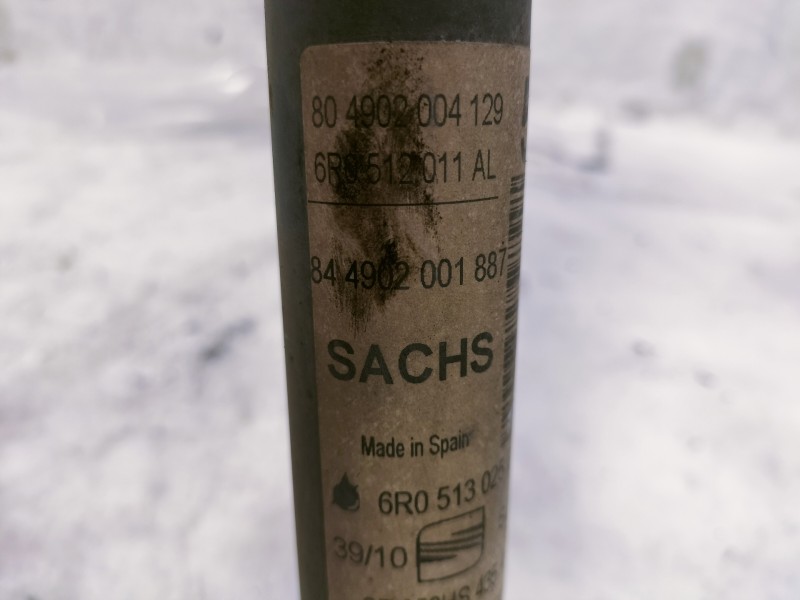 80 4902 004 129
6R0 512 011 AL
84 4902 001 887
SACHS
Made in Spain
6R0 513 025
39/10